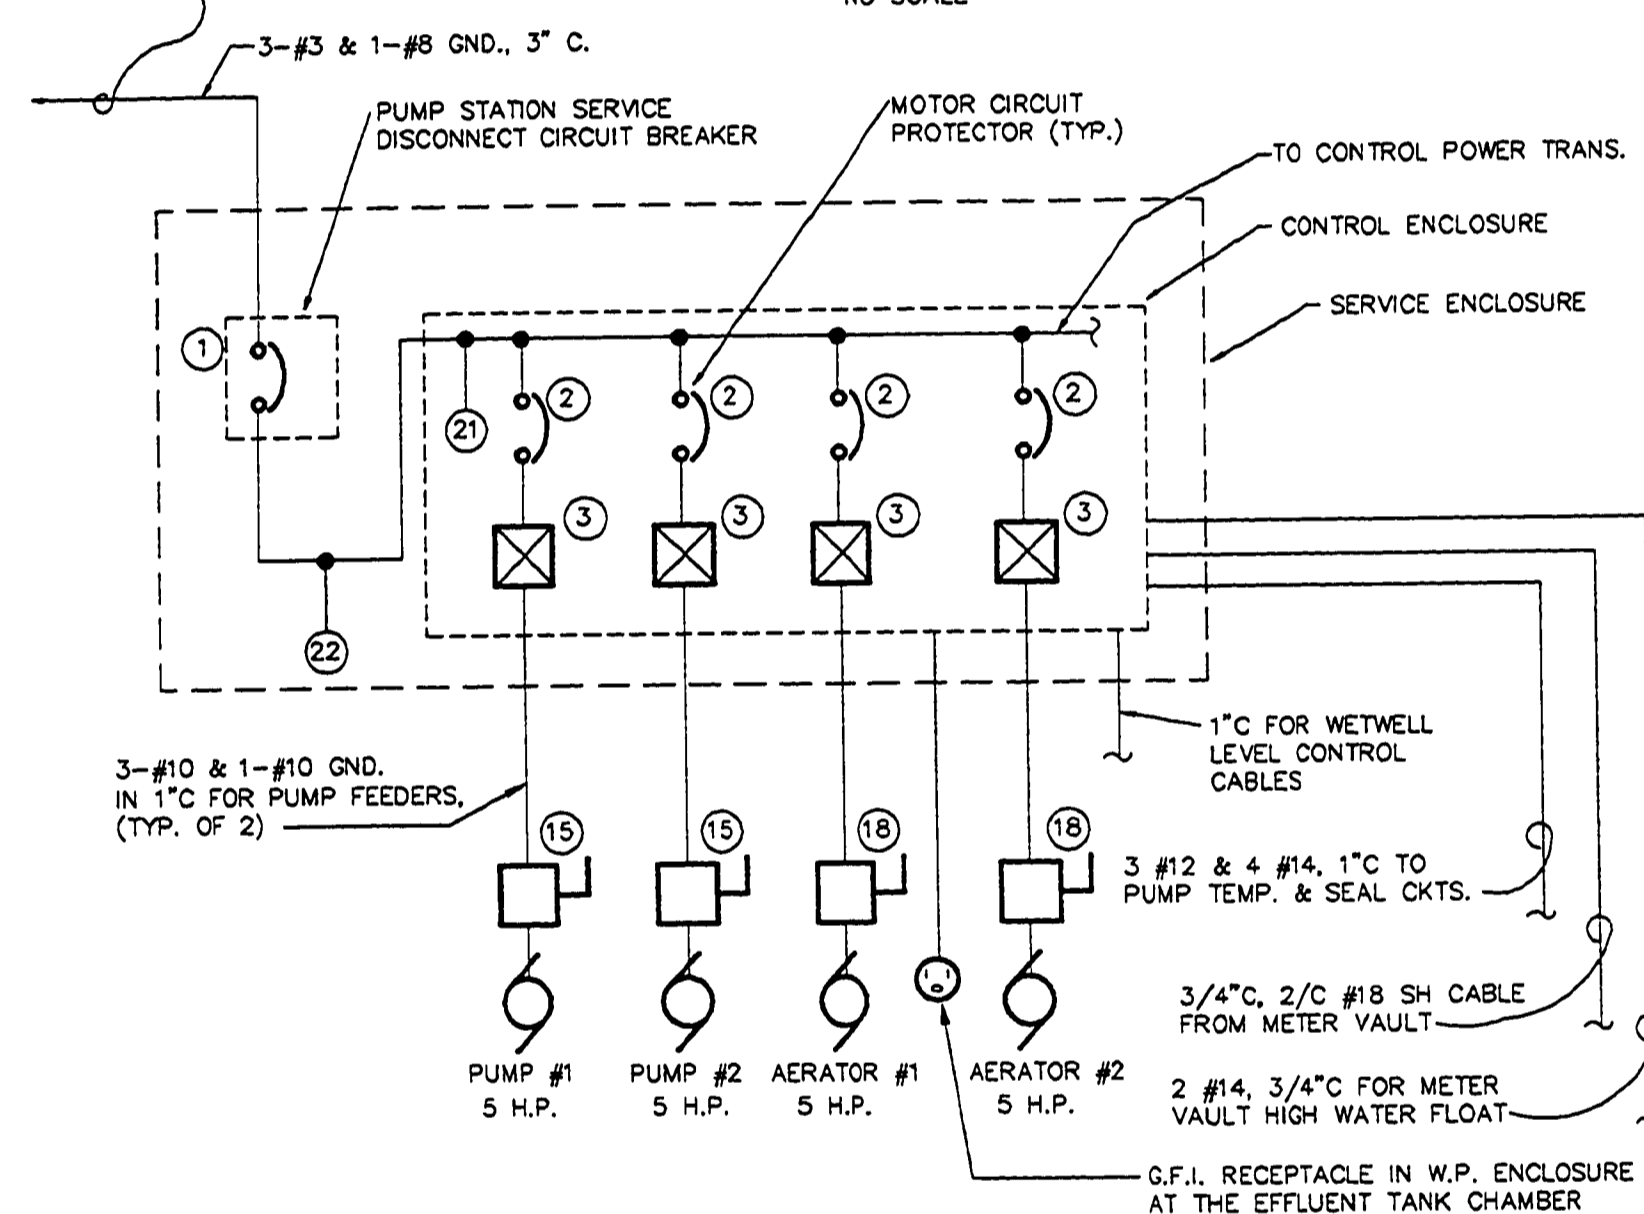 3-#3 & 1-#8 GND., 3" C.
PUMP STATION SERVICE
DISCONNECT CIRCUIT BREAKER
MOTOR CIRCUIT
PROTECTOR (TYP.)
TO CONTROL POWER TRANS.
CONTROL ENCLOSURE
SERVICE ENCLOSURE
1
2
2
2
2
21
3
3
3
3
22
1"C FOR WETWELL
LEVEL CONTROL
CABLES
3-#10 & 1-#10 GND.
IN 1"C FOR PUMP FEEDERS.
(TYP. OF 2)
15
15
18
18
3 #12 & 4 #14, 1"C TO
PUMP TEMP. & SEAL CKTS.
3/4"C, 2/C #18 SH CABLE
FROM METER VAULT
PUMP #1
5 H.P.
PUMP #2
5 H.P.
AERATOR #1
5 H.P.
AERATOR #2
5 H.P.
2 #14, 3/4"C FOR METER
VAULT HIGH WATER FLOAT
G.F.I. RECEPTACLE IN W.P. ENCLOSURE
AT THE EFFLUENT TANK CHAMBER